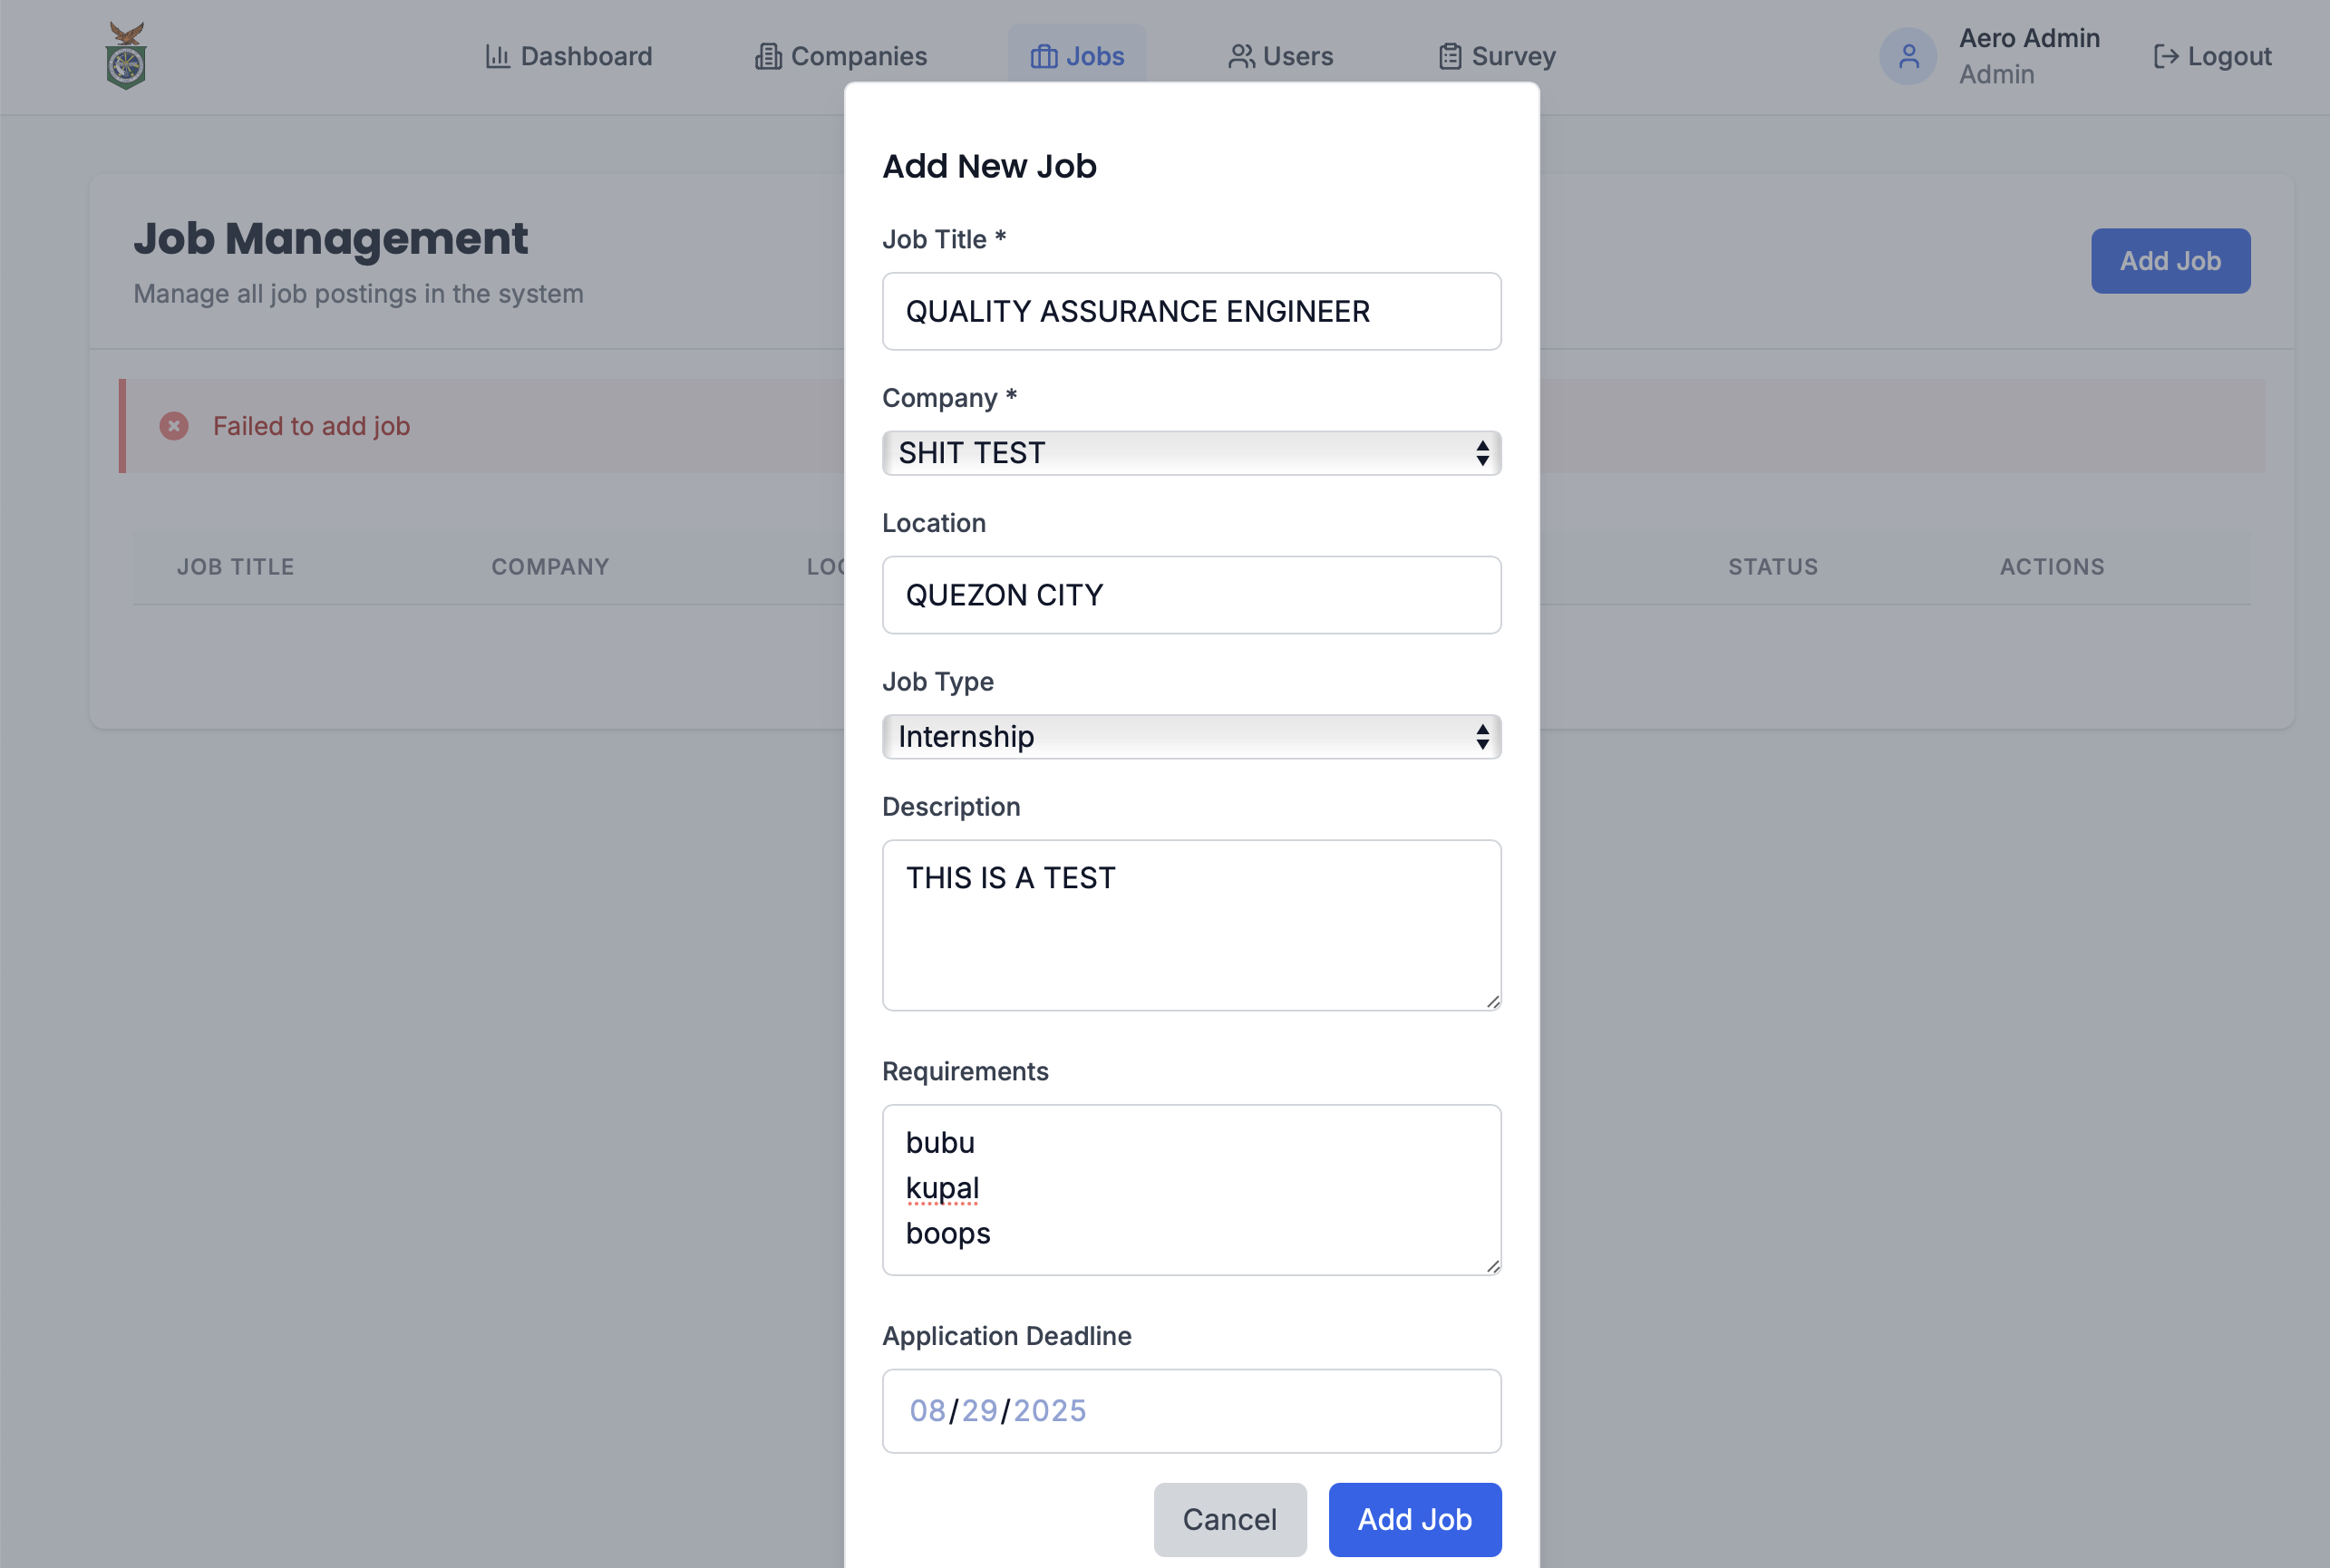 Dashboard
Companies
Jobs
Users
Survey
Aero Admin
Admin
Logout
Job Management
Manage all job postings in the system
Add Job
Failed to add job
JOB TITLE
COMPANY
LOC
STATUS
ACTIONS
Add New Job
Job Title *
QUALITY ASSURANCE ENGINEER
Company *
SHIT TEST
Location
QUEZON CITY
Job Type
Internship
Description
THIS IS A TEST
Requirements
bubu
kupal
boops
Application Deadline
08/29/2025
Cancel
Add Job